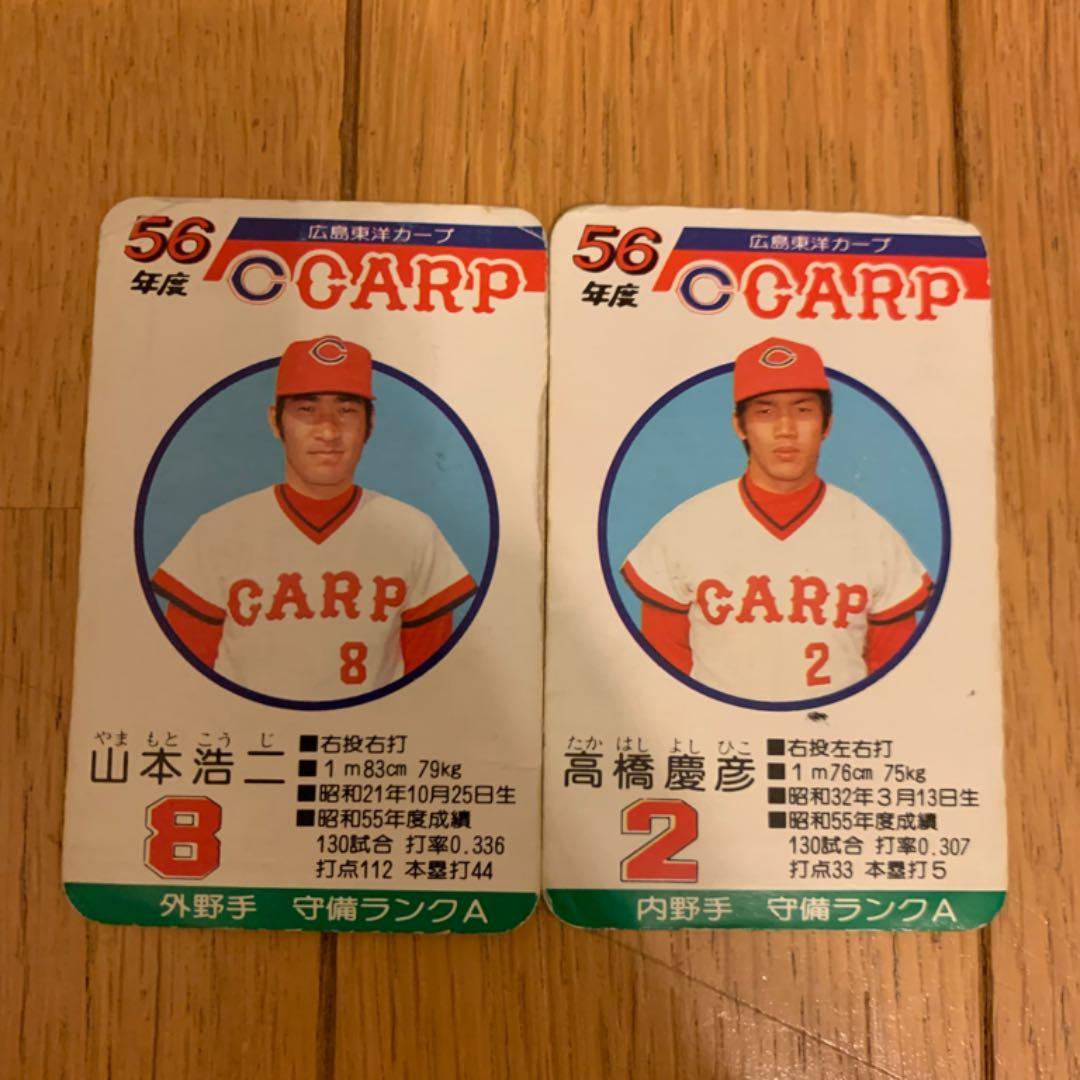 56
年度
広島東洋カープ
C CARP
C
CARP
8
やま もと こう じ
山本浩二
8
■右投右打
■1m83cm 79kg
■昭和21年10月25日生
■昭和55年度成績
130試合 打率0.336
打点112 本塁打44
外野手 守備ランクA
56
年度
広島東洋カープ
C CARP
C
CARP
2
たか はし よし ひこ
高橋慶彦
2
■右投左右打
■1m76cm 75kg
■昭和32年3月13日生
■昭和55年度成績
130試合 打率0.307
打点33 本塁打5
内野手 守備ランクA